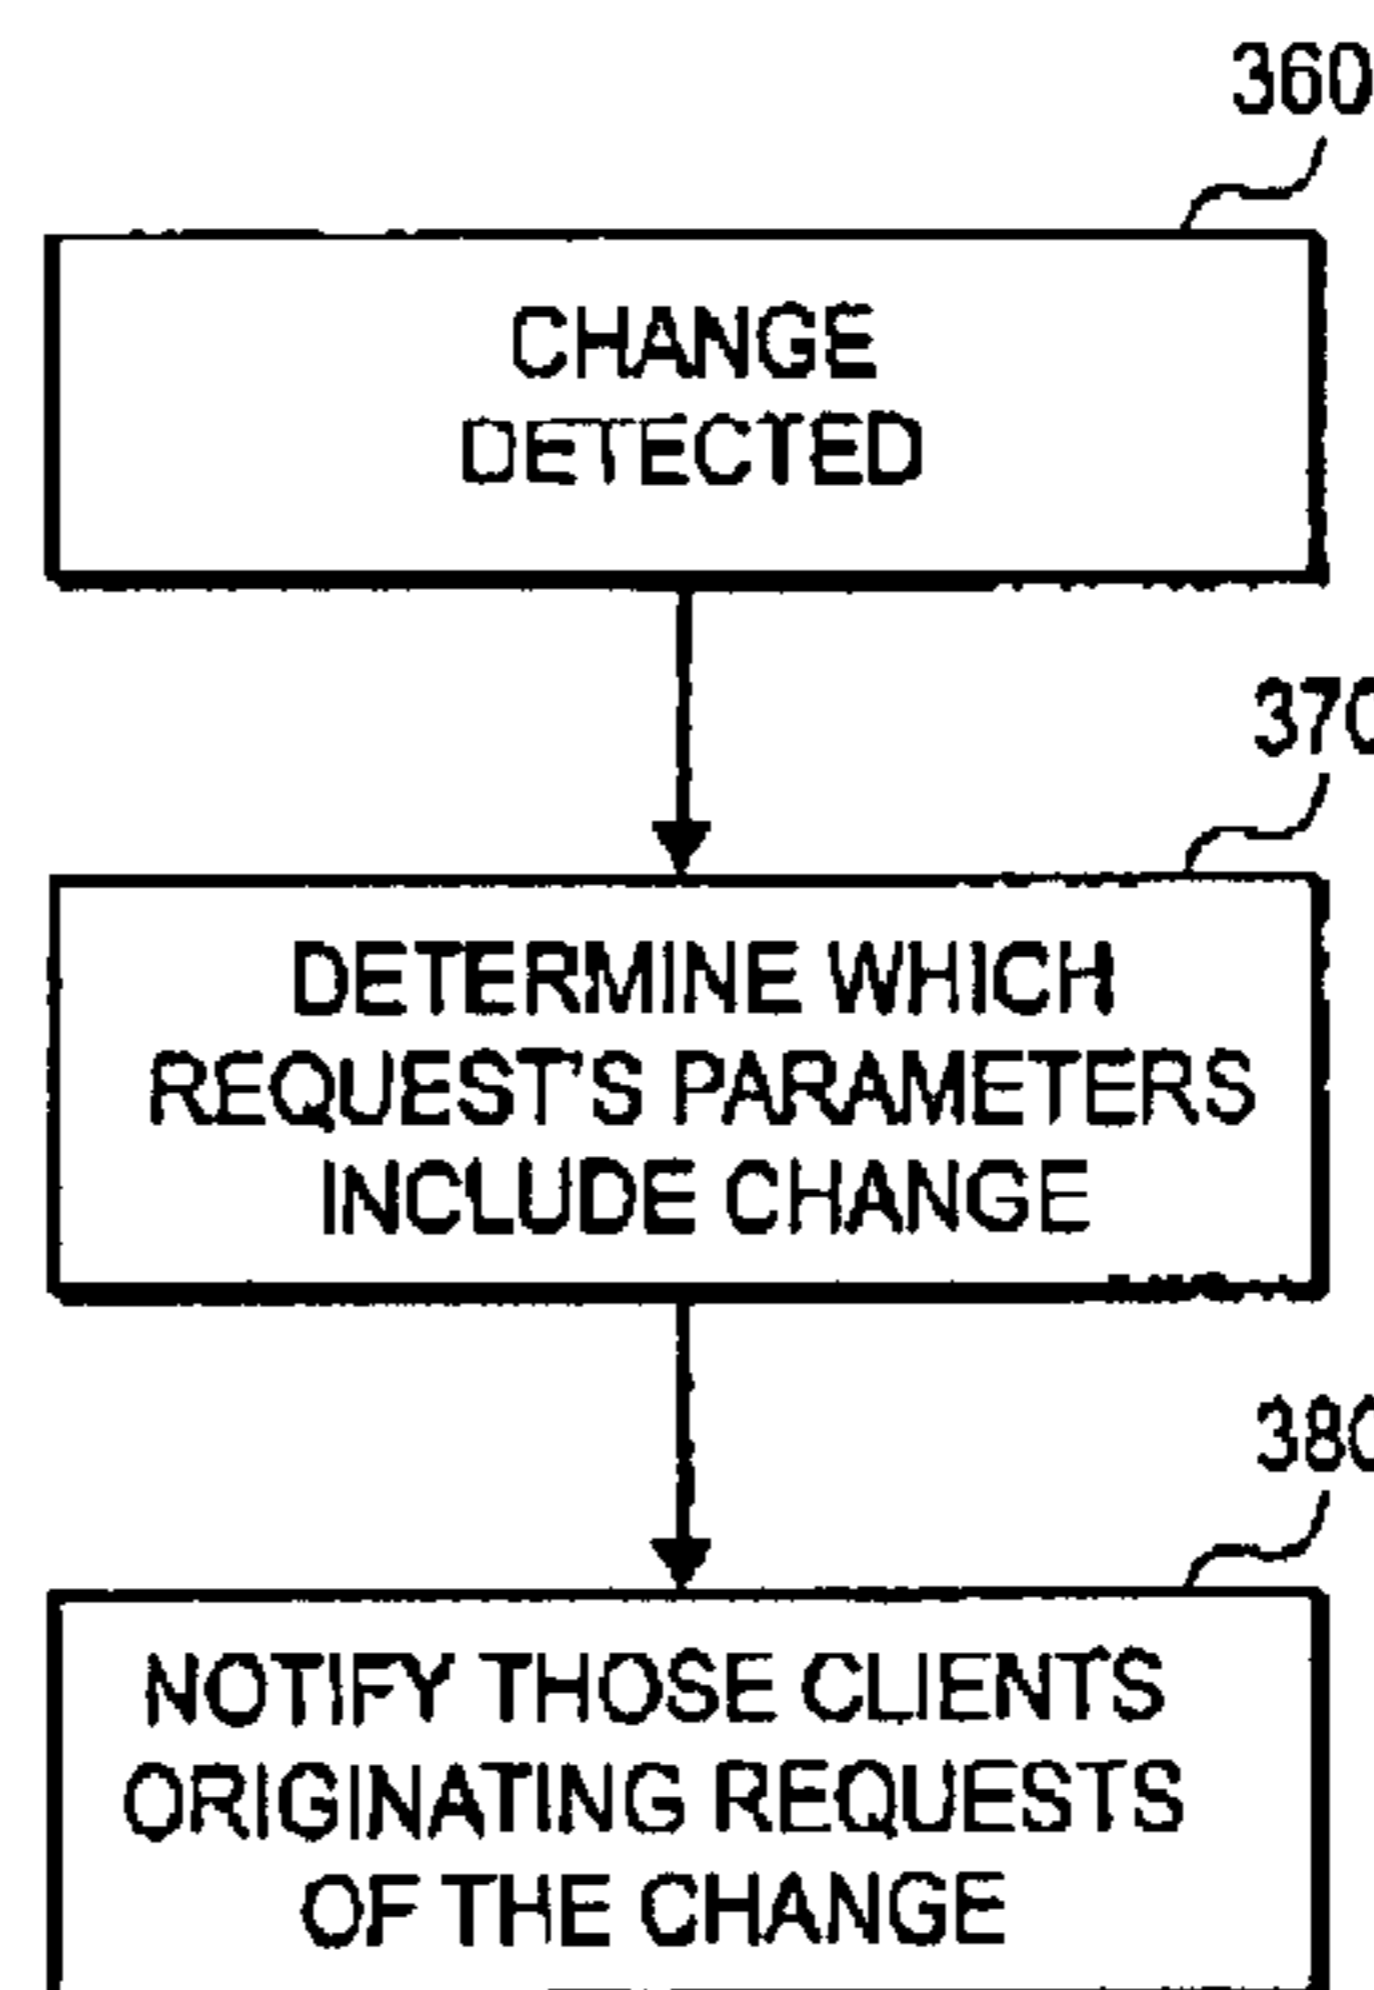 360
CHANGE
DETECTED
370
DETERMINE WHICH
REQUEST'S PARAMETERS
INCLUDE CHANGE
380
NOTIFY THOSE CLIENTS
ORIGINATING REQUESTS
OF THE CHANGE